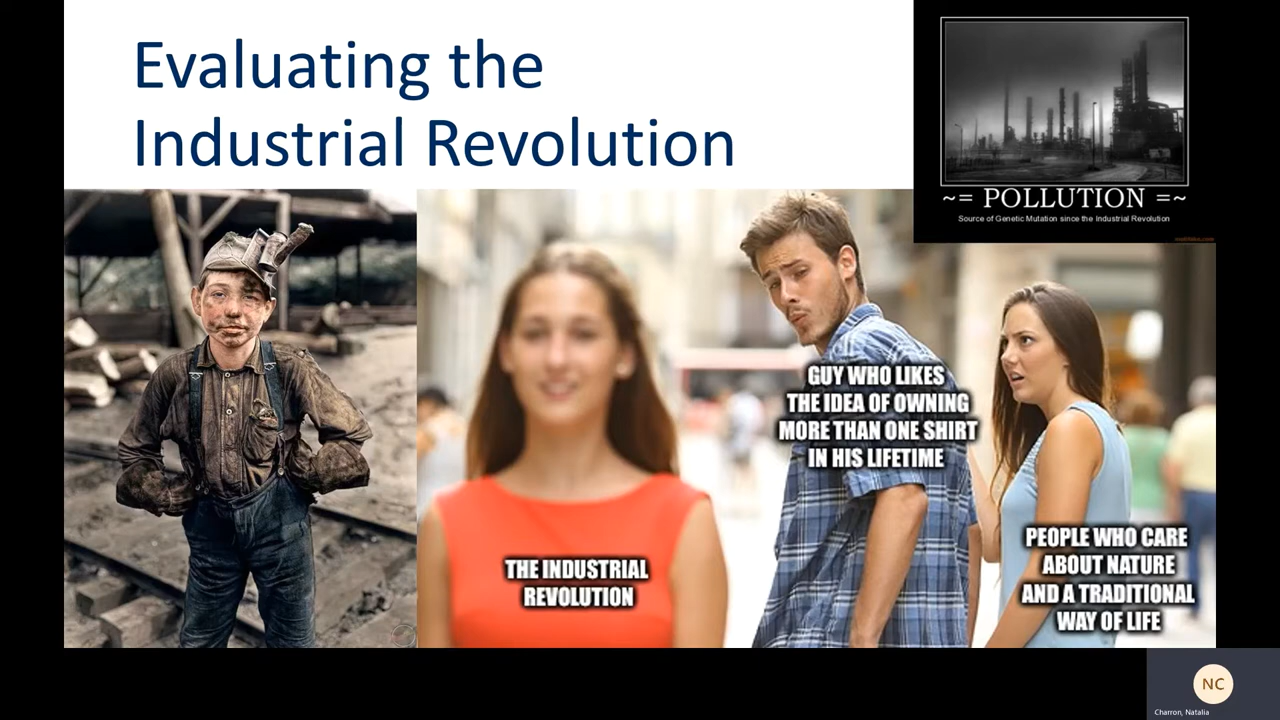 Evaluating the
Industrial Revolution
~= POLLUTION =~
Source of Genetic Mutation since the Industrial Revolution
GUY WHO LIKES
THE IDEA OF OWNING
MORE THAN ONE SHIRT
IN HIS LIFETIME
THE INDUSTRIAL
REVOLUTION
PEOPLE WHO CARE
ABOUT NATURE
AND A TRADITIONAL
WAY OF LIFE
NC
Charron, Natalia